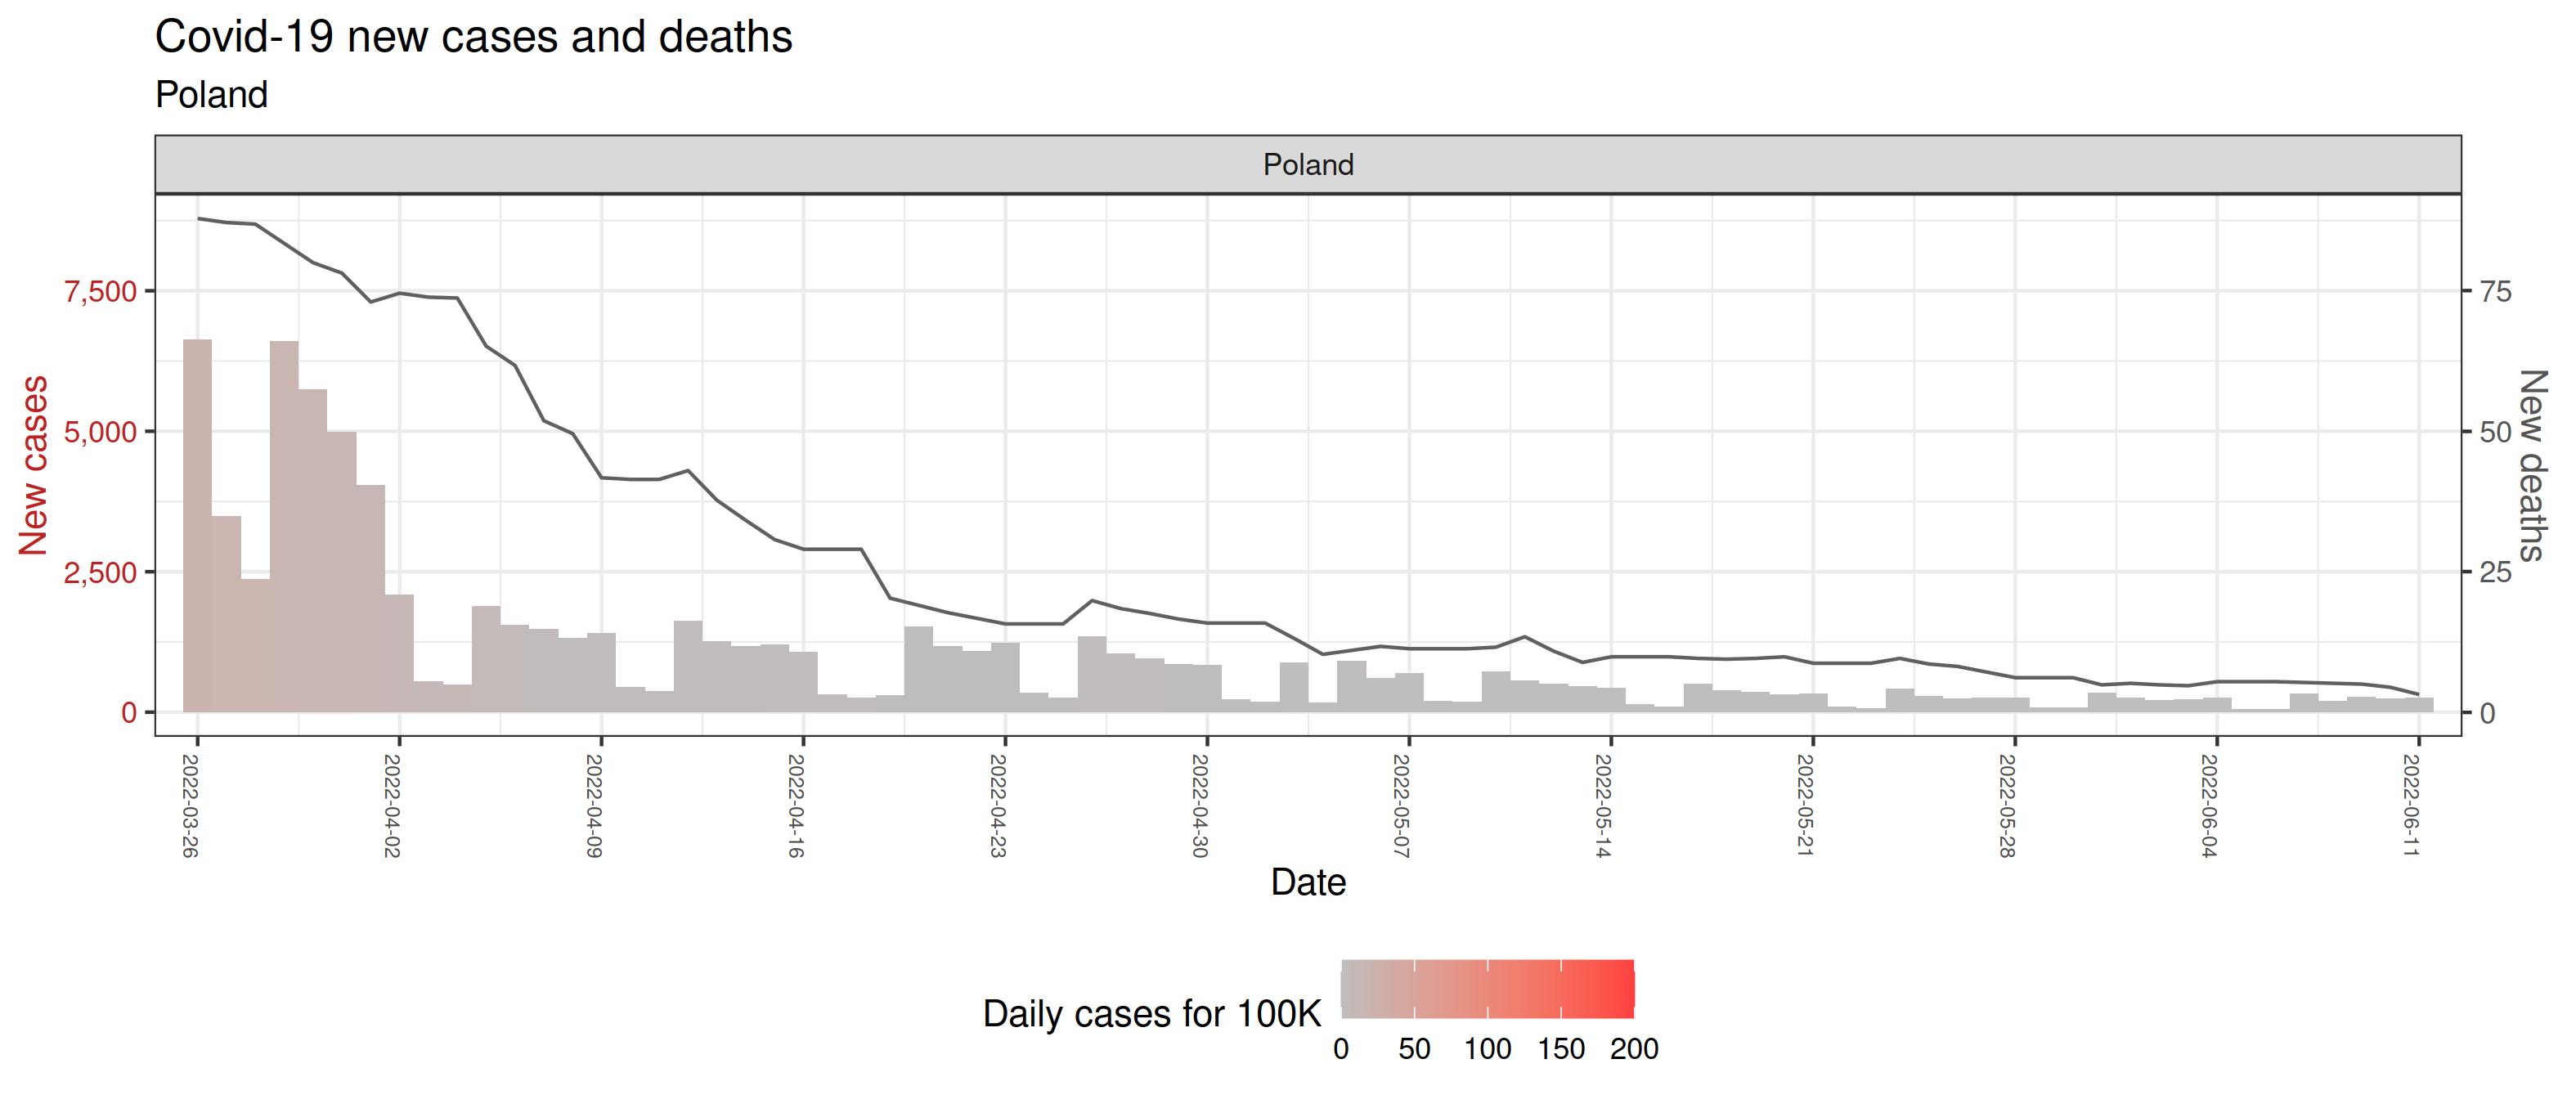 Covid-19 new cases and deaths
Poland
Poland
New cases
7,500
5,000
2,500
0
75
50
25
0
New deaths
2022-03-26
2022-04-02
2022-04-09
2022-04-16
2022-04-23
2022-04-30
2022-05-07
2022-05-14
2022-05-21
2022-05-28
2022-06-04
2022-06-11
Date
Daily cases for 100K
0 50 100 150 200